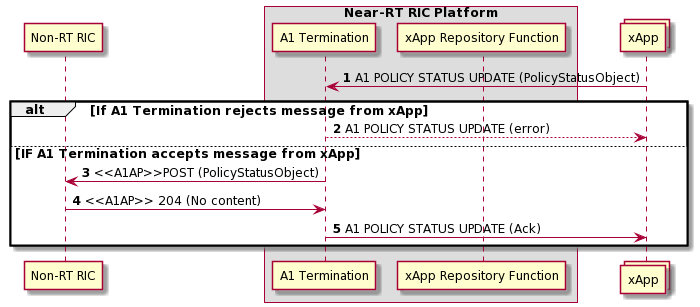 Near-RT RIC Platform
Non-RT RIC
A1 Termination
xApp Repository Function
xApp
1 A1 POLICY STATUS UPDATE (PolicyStatusObject)
alt [If A1 Termination rejects message from xApp]
2 A1 POLICY STATUS UPDATE (error)
[IF A1 Termination accepts message from xApp]
3 <<A1AP>>POST (PolicyStatusObject)
4 <<A1AP>> 204 (No content)
5 A1 POLICY STATUS UPDATE (Ack)
Non-RT RIC
A1 Termination
xApp Repository Function
xApp